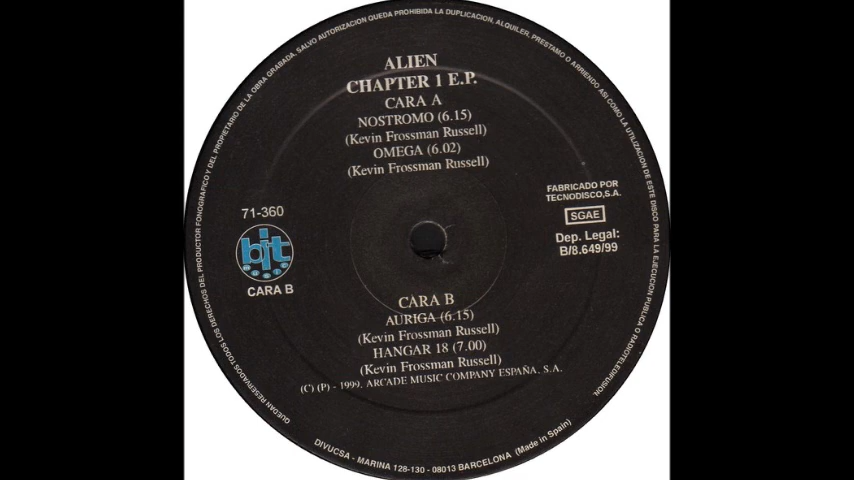 QUEDAN RESERVADOS TODOS LOS DERECHOS DEL PRODUCTOR FONOGRAFICO Y DEL PROPIETARIO DE LA OBRA GRABADA, SALVO AUTORIZACION QUEDA PROHIBIDA LA DUPLICACION, ALQUILER, PRESTAMO O ARRIENDO ASI COMO LA UTILIZACION DE ESTE DISCO PARA LA EJECUCION PUBLICA O RADIOTELEDIFUSION.
ALIEN
CHAPTER 1 E.P.
CARA A
NOSTROMO (6.15)
(Kevin Frossman Russell)
OMEGA (6.02)
(Kevin Frossman Russell)
71-360
bit
music
CARA B
FABRICADO POR
TECNODISCO,S.A.
SGAE
Dep. Legal:
B/8.649/99
CARA B
AURIGA (6.15)
(Kevin Frossman Russell)
HANGAR 18 (7.00)
(Kevin Frossman Russell)
(C) (P) - 1999, ARCADE MUSIC COMPANY ESPAÑA, S.A.
DIVUCSA - MARINA 128-130 - 08013 BARCELONA (Made in Spain)